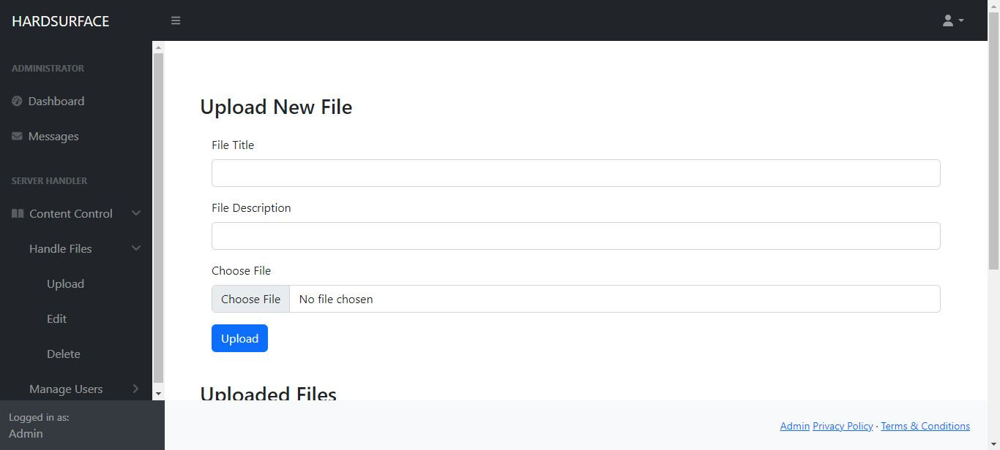 HARDSURFACE
ADMINISTRATOR
Dashboard
Messages
SERVER HANDLER
Content Control
Handle Files
Upload
Edit
Delete
Manage Users
Logged in as:
Admin
Upload New File
File Title
File Description
Choose File
Choose File No file chosen
Upload
Uploaded Files
Admin Privacy Policy · Terms & Conditions